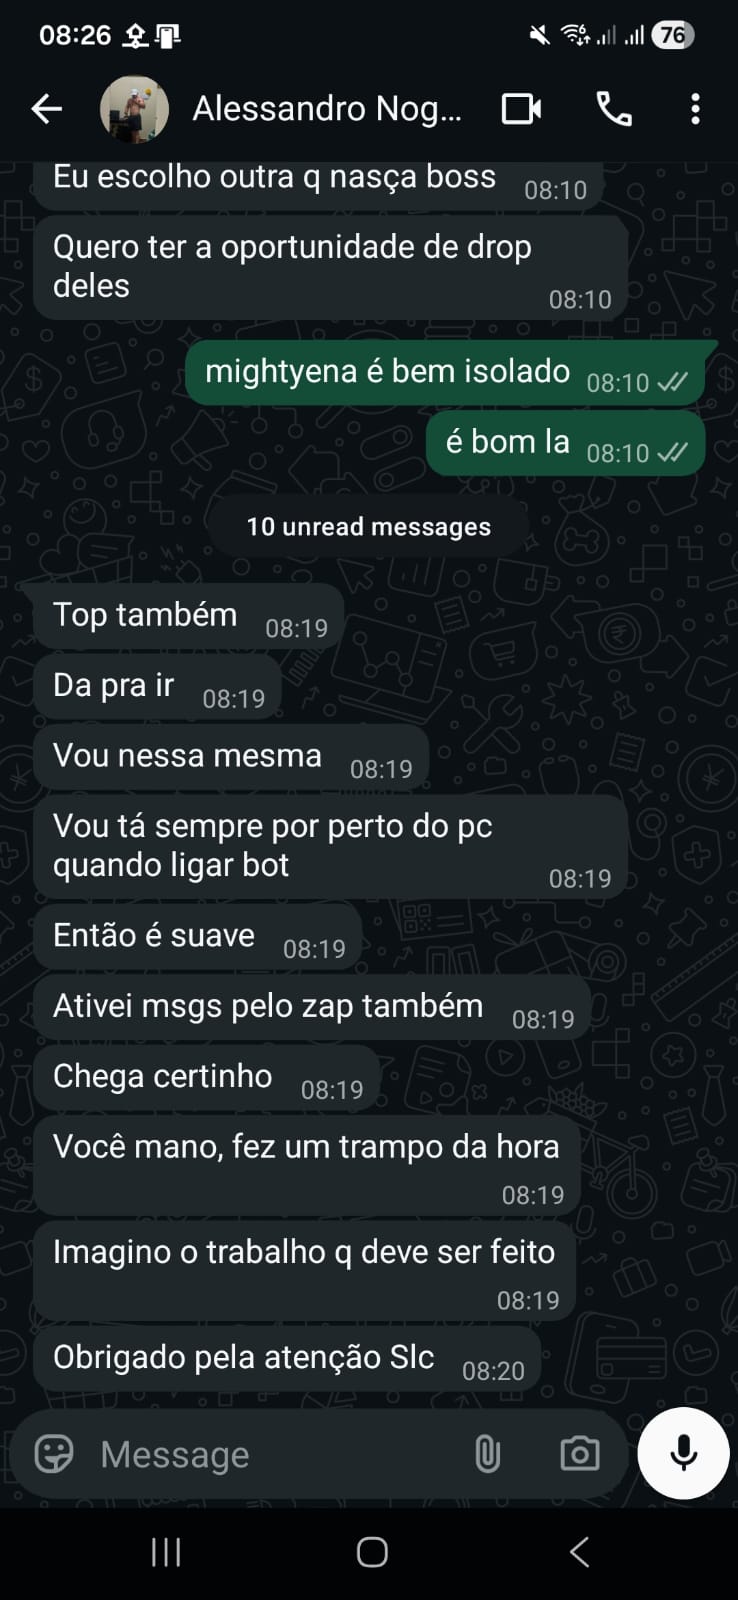 08:26
76
Alessandro Nog...
Eu escolho outra q nasça boss 08:10
Quero ter a oportunidade de drop
deles
08:10
mightyena é bem isolado 08:10
é bom la 08:10
10 unread messages
Top também 08:19
Da pra ir 08:19
Vou nessa mesma 08:19
Vou tá sempre por perto do pc
quando ligar bot
08:19
Então é suave 08:19
Ativei msgs pelo zap também 08:19
Chega certinho 08:19
Você mano, fez um trampo da hora
08:19
Imagino o trabalho q deve ser feito
08:19
Obrigado pela atenção Slc 08:20
Message